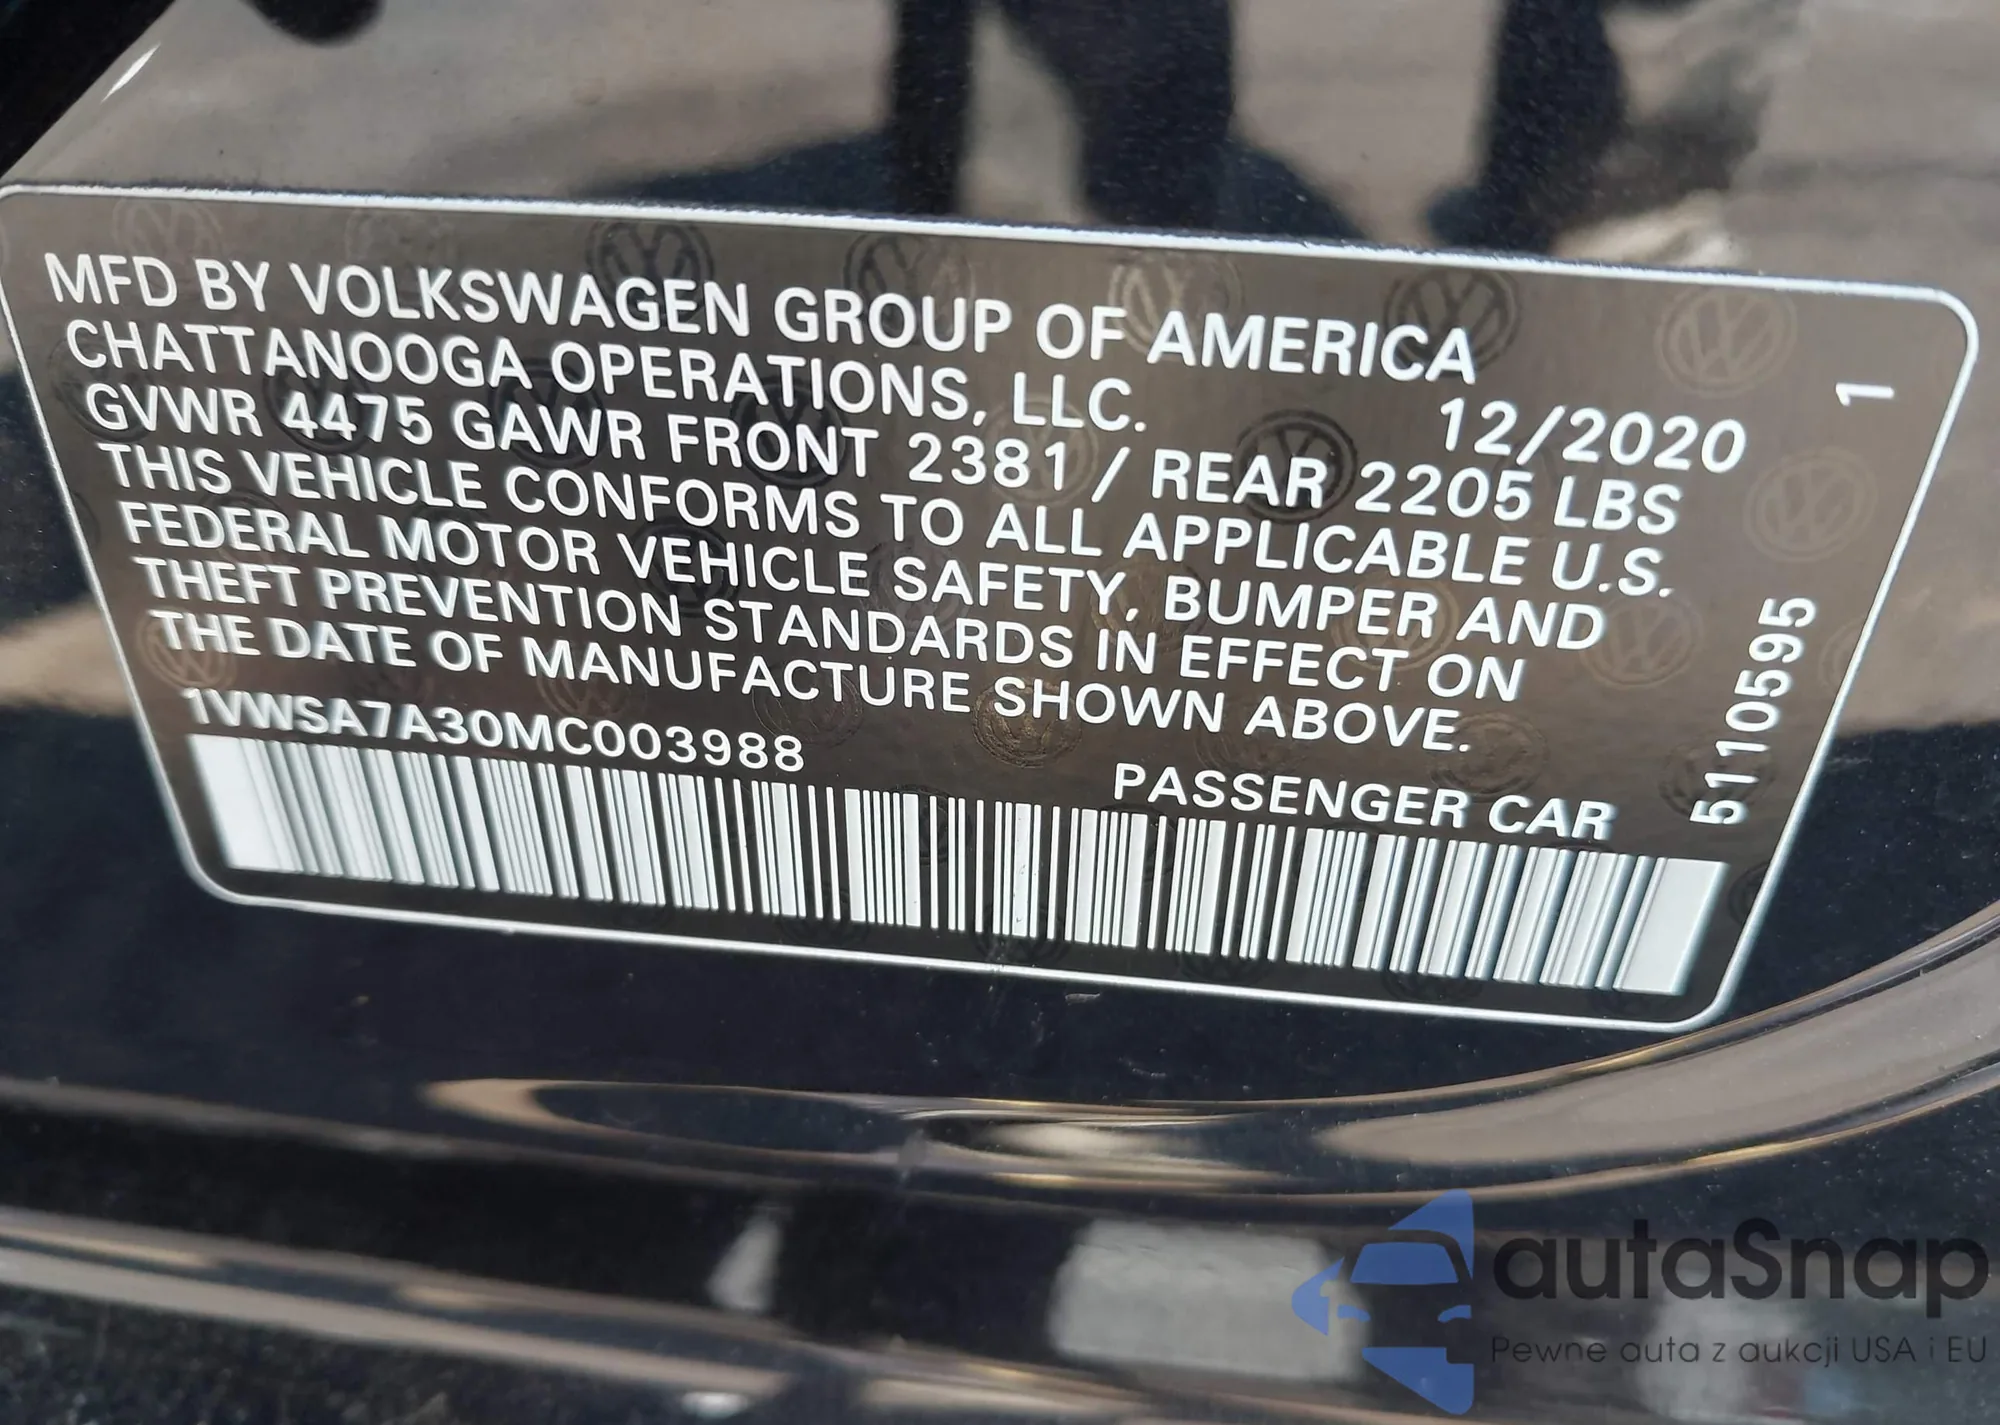 MFD BY VOLKSWAGEN GROUP OF AMERICA
CHATTANOOGA OPERATIONS, LLC. 12/2020
GVWR 4475 GAWR FRONT 2381 / REAR 2205 LBS
THIS VEHICLE CONFORMS TO ALL APPLICABLE U.S.
FEDERAL MOTOR VEHICLE SAFETY, BUMPER AND
THEFT PREVENTION STANDARDS IN EFFECT ON
THE DATE OF MANUFACTURE SHOWN ABOVE.
1VWSA7A30MC003988
PASSENGER CAR
5110595
1
autaSnap
Pewne auta z aukcji USA i EU